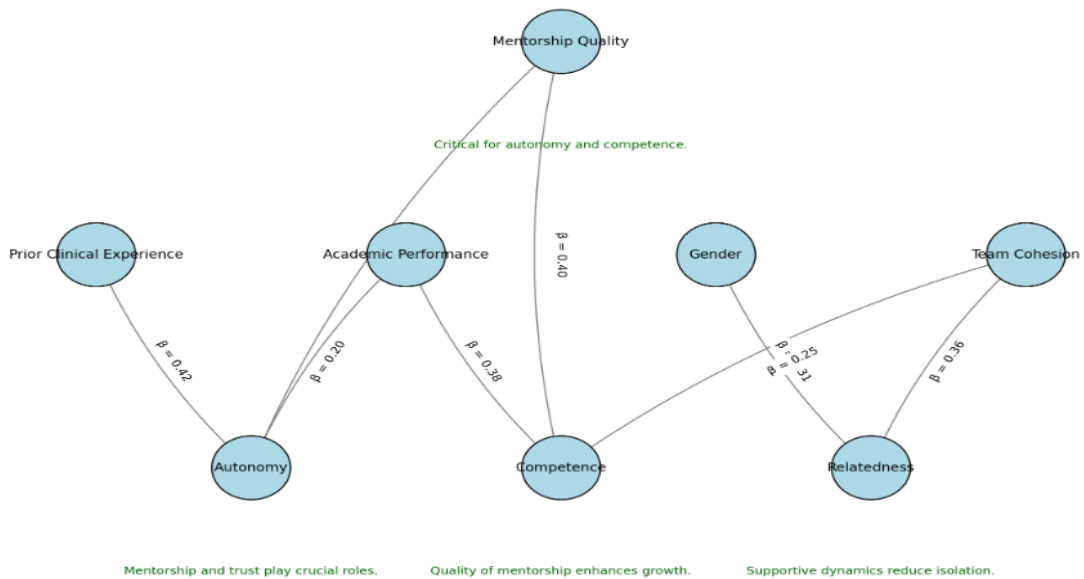 Mentorship Quality
Critical for autonomy and competence.
β = 0.40
Prior Clinical Experience
Academic Performance
Gender
Team Cohesion
β = 0.42
β = 0.20
β = 0.38
β = 0.25
31
β = 0.36
Autonomy
Competence
Relatedness
Mentorship and trust play crucial roles.
Quality of mentorship enhances growth.
Supportive dynamics reduce isolation.